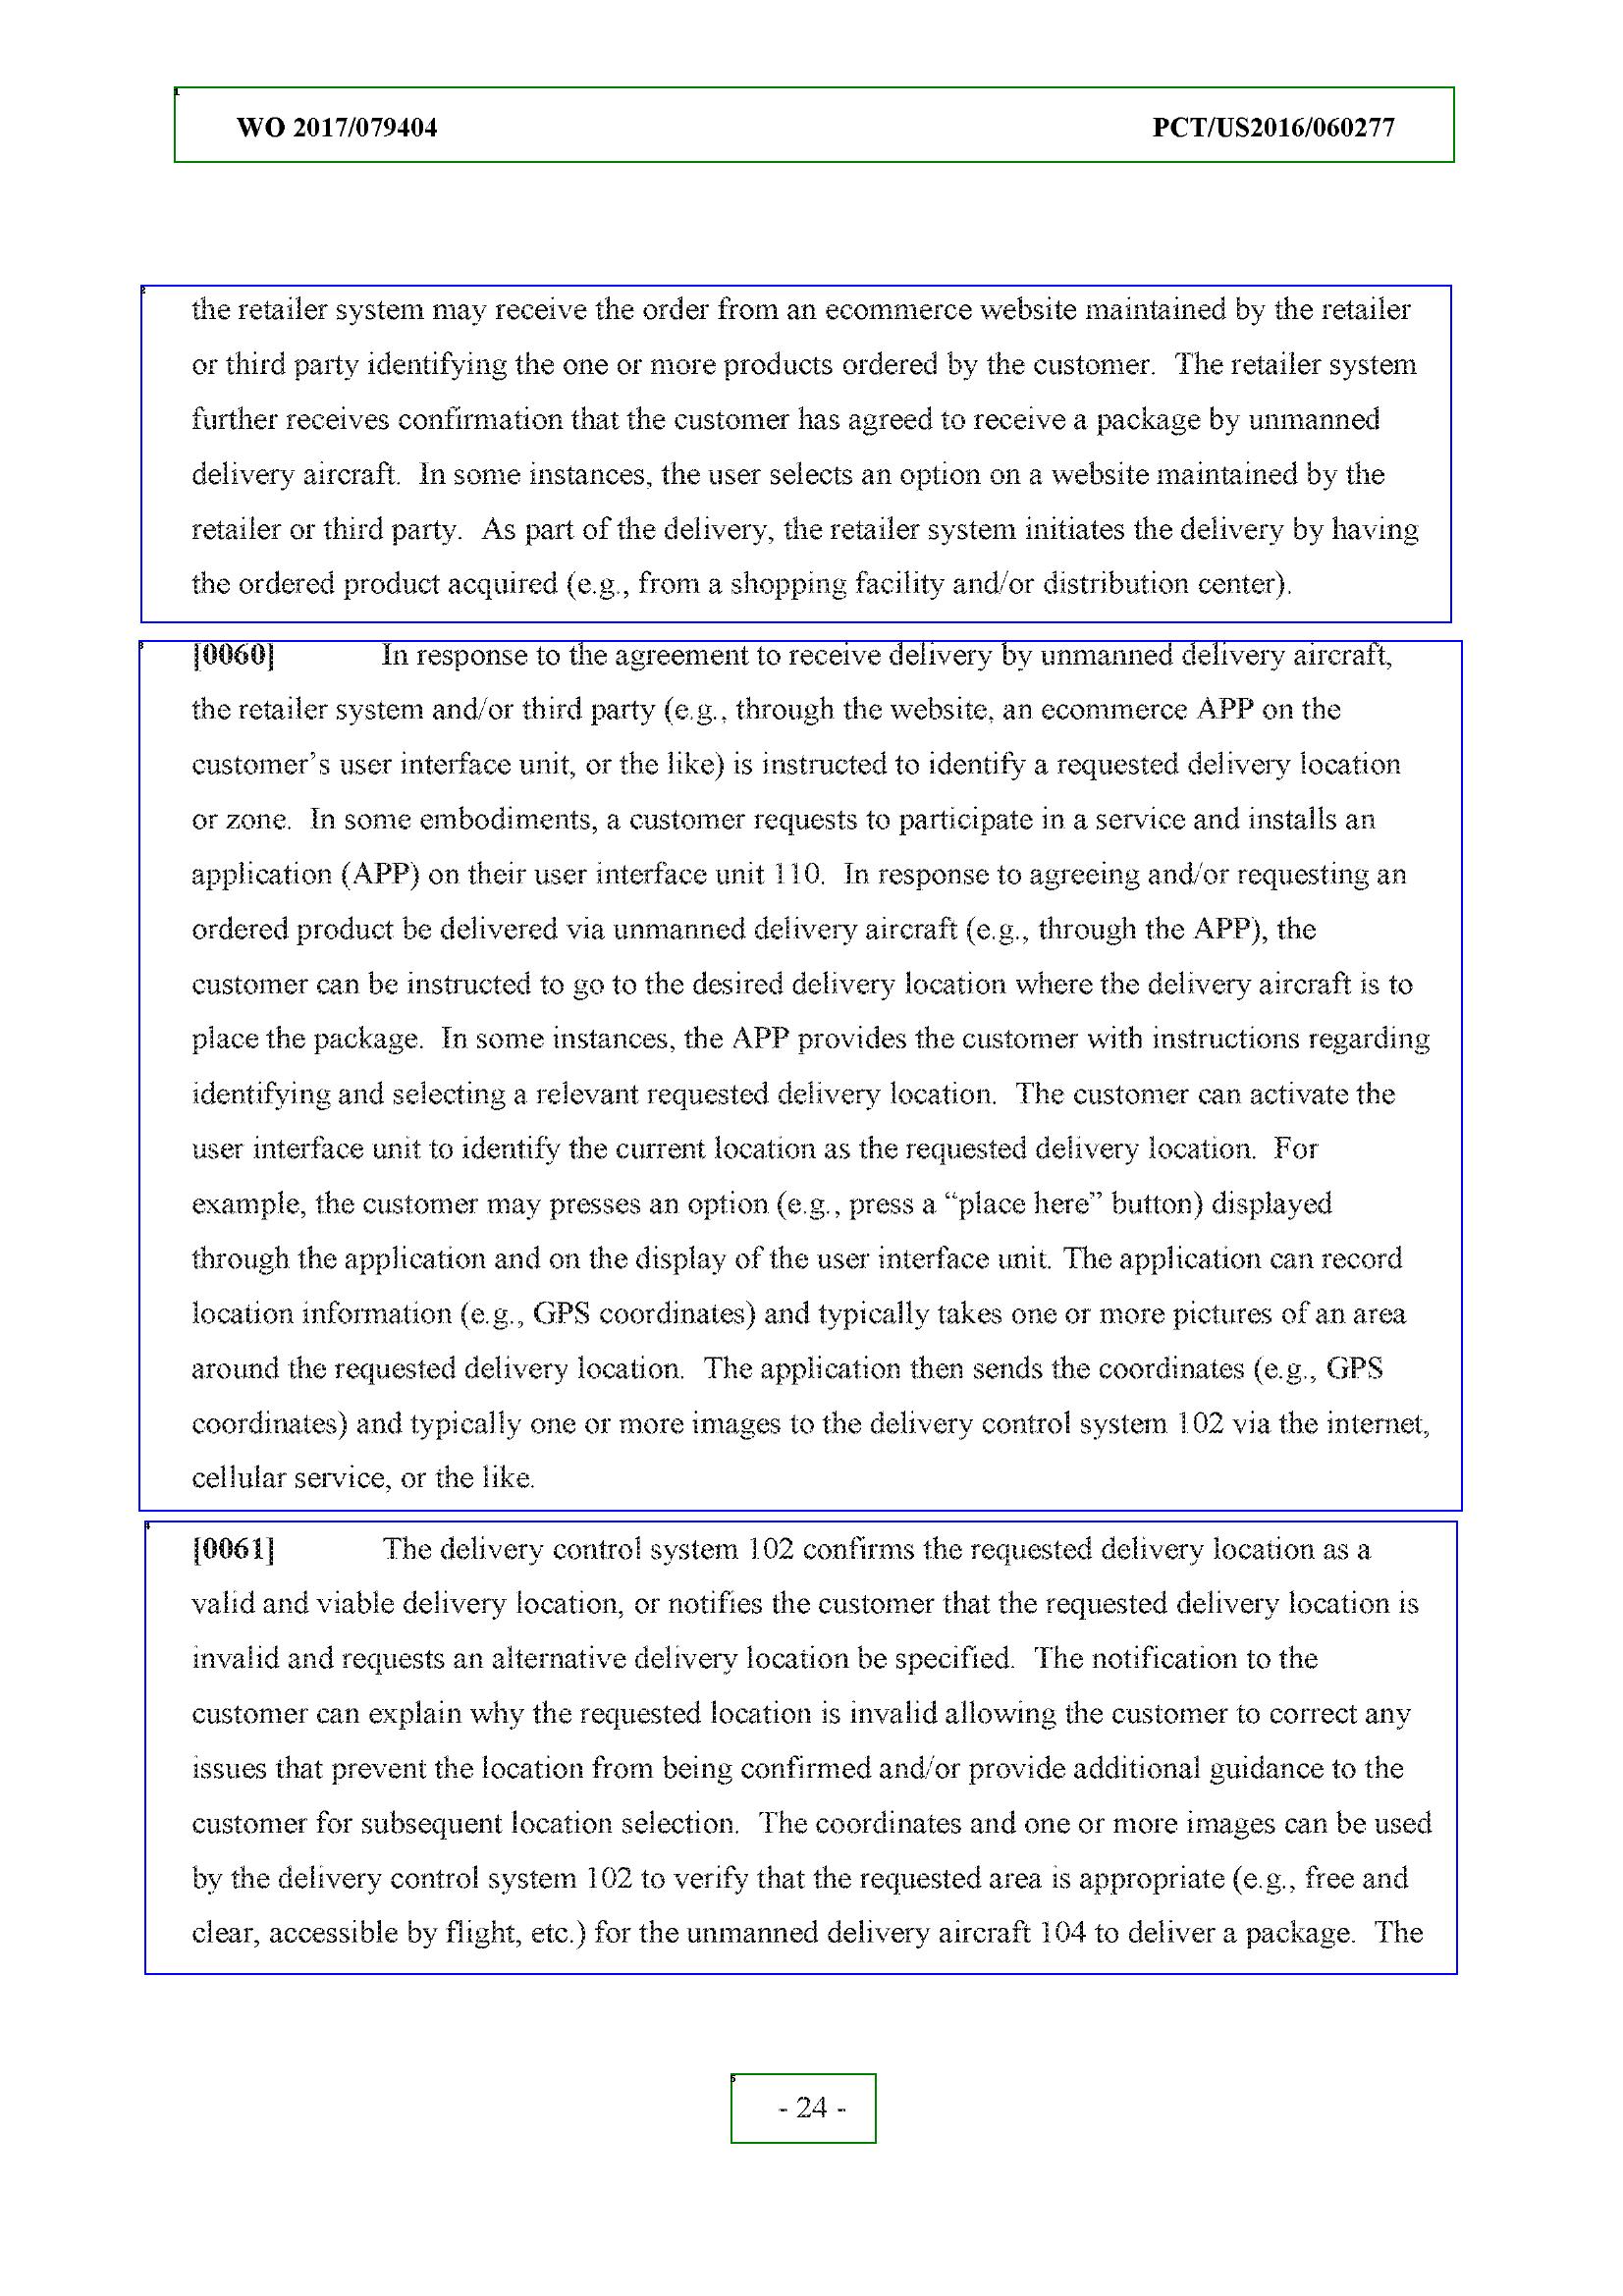 WO 2017/079404 PCT/US2016/060277
the retailer system may receive the order from an ecommerce website maintained by the retailer
or third party identifying the one or more products ordered by the customer. The retailer system
further receives confirmation that the customer has agreed to receive a package by unmanned
delivery aircraft. In some instances, the user selects an option on a website maintained by the
retailer or third party. As part of the delivery, the retailer system initiates the delivery by having
the ordered product acquired (e.g., from a shopping facility and/or distribution center).
[0060] In response to the agreement to receive delivery by unmanned delivery aircraft,
the retailer system and/or third party (e.g., through the website, an ecommerce APP on the
customer's user interface unit, or the like) is instructed to identify a requested delivery location
or zone. In some embodiments, a customer requests to participate in a service and installs an
application (APP) on their user interface unit 110. In response to agreeing and/or requesting an
ordered product be delivered via unmanned delivery aircraft (e.g., through the APP), the
customer can be instructed to go to the desired delivery location where the delivery aircraft is to
place the package. In some instances, the APP provides the customer with instructions regarding
identifying and selecting a relevant requested delivery location. The customer can activate the
user interface unit to identify the current location as the requested delivery location. For
example, the customer may presses an option (e.g., press a “place here” button) displayed
through the application and on the display of the user interface unit. The application can record
location information (e.g., GPS coordinates) and typically takes one or more pictures of an area
around the requested delivery location. The application then sends the coordinates (e.g., GPS
coordinates) and typically one or more images to the delivery control system 102 via the internet,
cellular service, or the like.
[0061] The delivery control system 102 confirms the requested delivery location as a
valid and viable delivery location, or notifies the customer that the requested delivery location is
invalid and requests an alternative delivery location be specified. The notification to the
customer can explain why the requested location is invalid allowing the customer to correct any
issues that prevent the location from being confirmed and/or provide additional guidance to the
customer for subsequent location selection. The coordinates and one or more images can be used
by the delivery control system 102 to verify that the requested area is appropriate (e.g., free and
clear, accessible by flight, etc.) for the unmanned delivery aircraft 104 to deliver a package. The
- 24 -